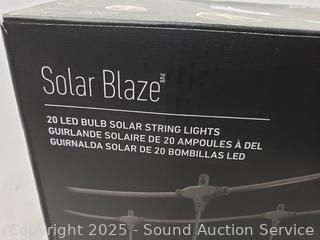 Solar Blaze
20 LED BULB SOLAR STRING LIGHTS
GUIRLANDE SOLAIRE DE 20 AMPOULES À DEL
GUIRNALDA SOLAR DE 20 BOMBILLAS LED
Copyright 2025 - Sound Auction Service